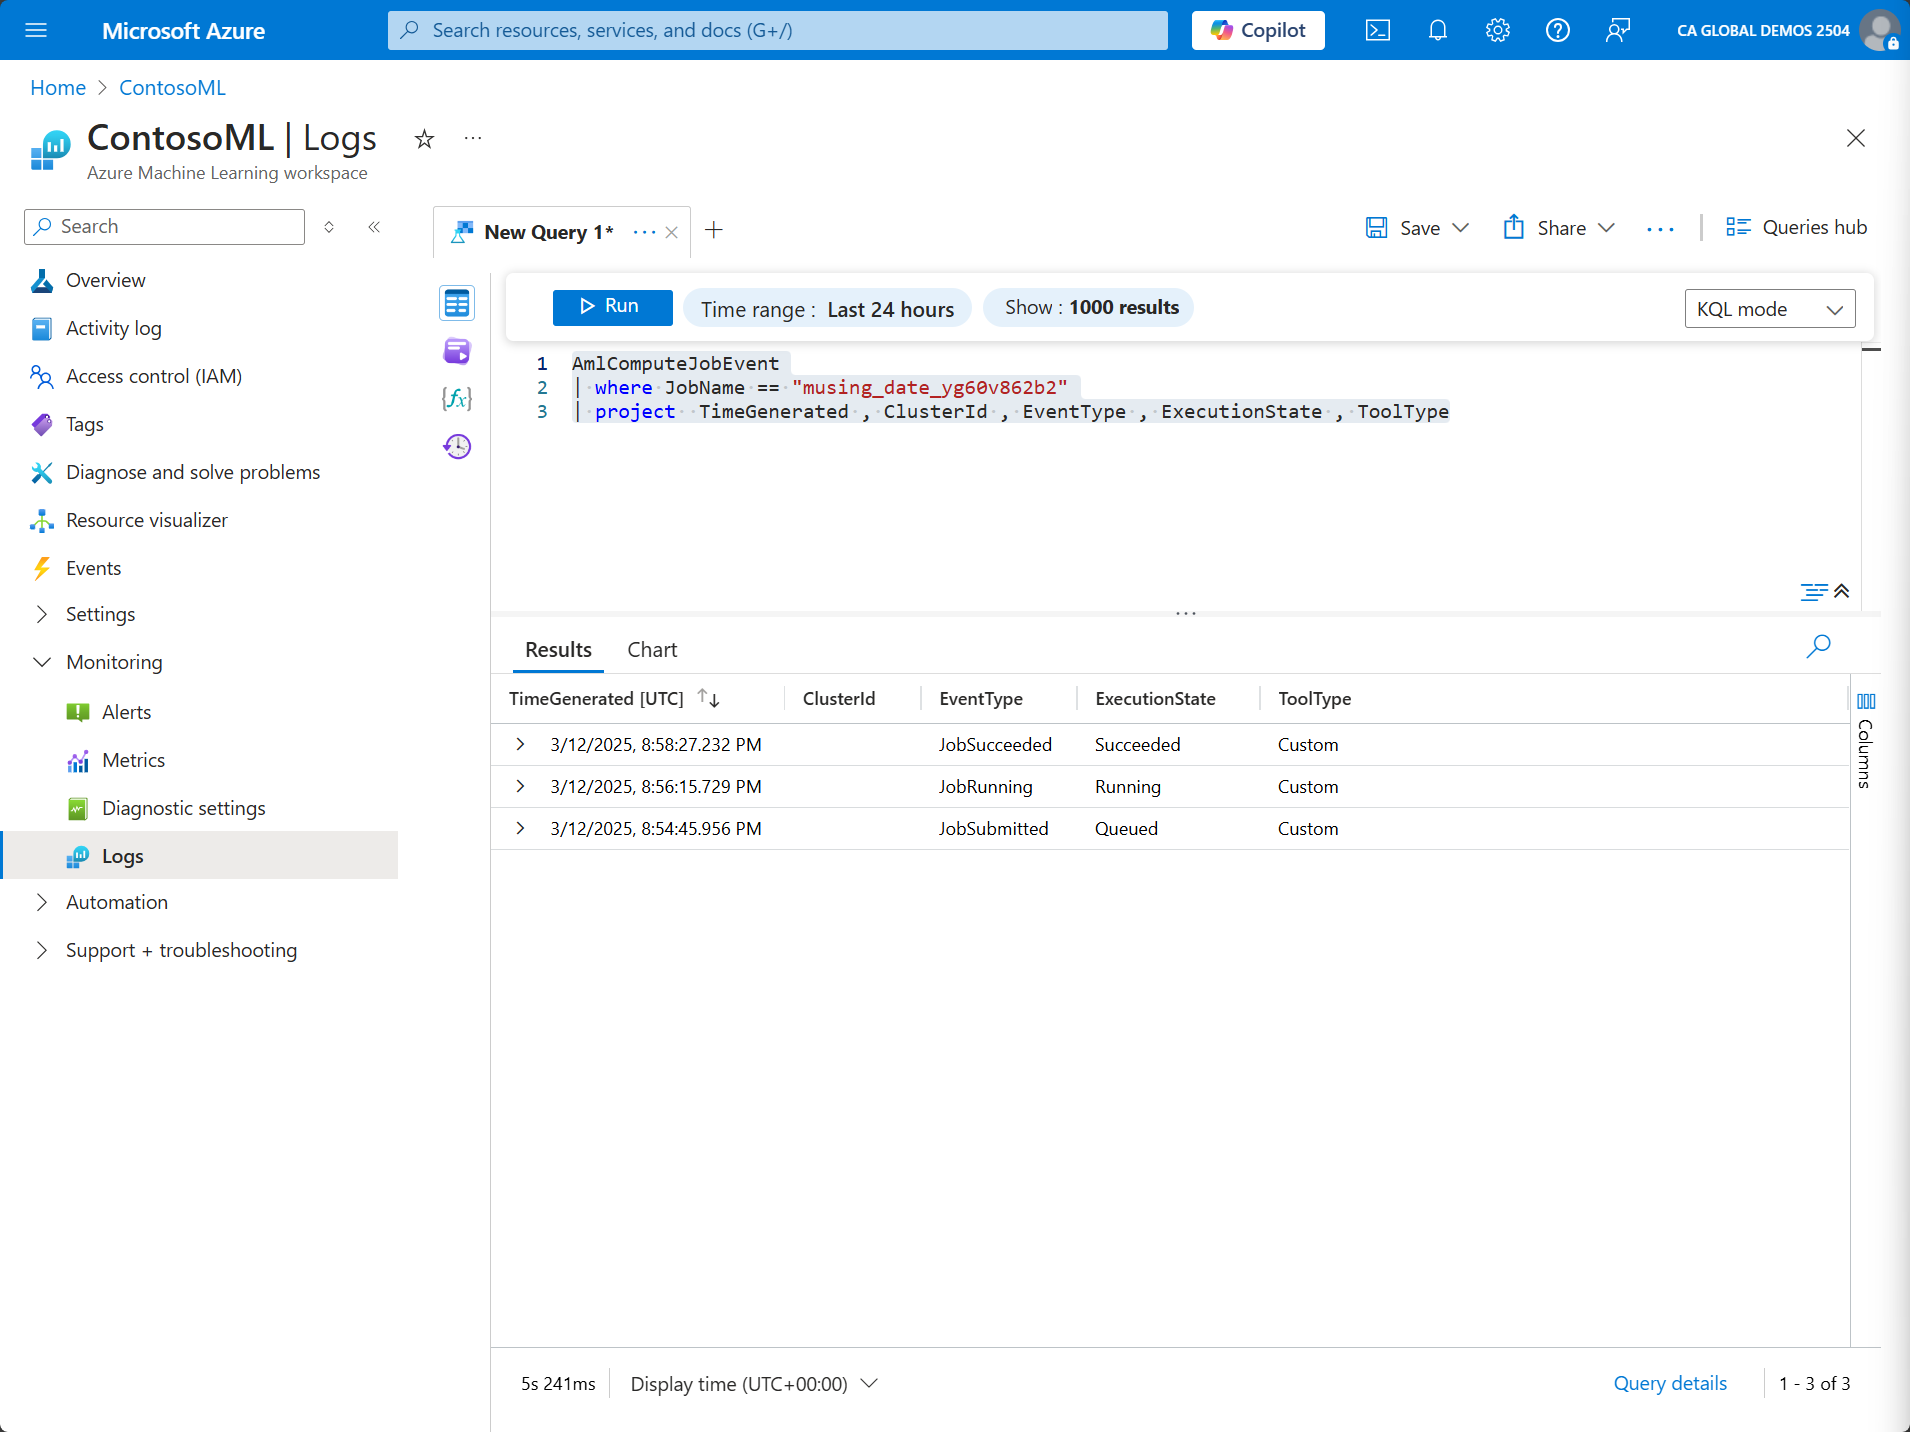 Microsoft Azure
Search resources, services, and docs (G+/)
Copilot
CA GLOBAL DEMOS 2504
Home > ContosoML
ContosoML | Logs
Azure Machine Learning workspace
Search
Overview
Activity log
Access control (IAM)
Tags
Diagnose and solve problems
Resource visualizer
Events
Settings
Monitoring
Alerts
Metrics
Diagnostic settings
Logs
Automation
Support + troubleshooting
New Query 1*
Save
Share
Queries hub
Run
Time range : Last 24 hours
Show : 1000 results
KQL mode
1 AmlComputeJobEvent
2 | where JobName == "musing_date_yg60v862b2"
3 | project TimeGenerated , ClusterId , EventType , ExecutionState , ToolType
Results Chart
TimeGenerated [UTC] ClusterId EventType ExecutionState ToolType
3/12/2025, 8:58:27.232 PM JobSucceeded Succeeded Custom
3/12/2025, 8:56:15.729 PM JobRunning Running Custom
3/12/2025, 8:54:45.956 PM JobSubmitted Queued Custom
Columns
5s 241ms Display time (UTC+00:00) Query details 1 - 3 of 3